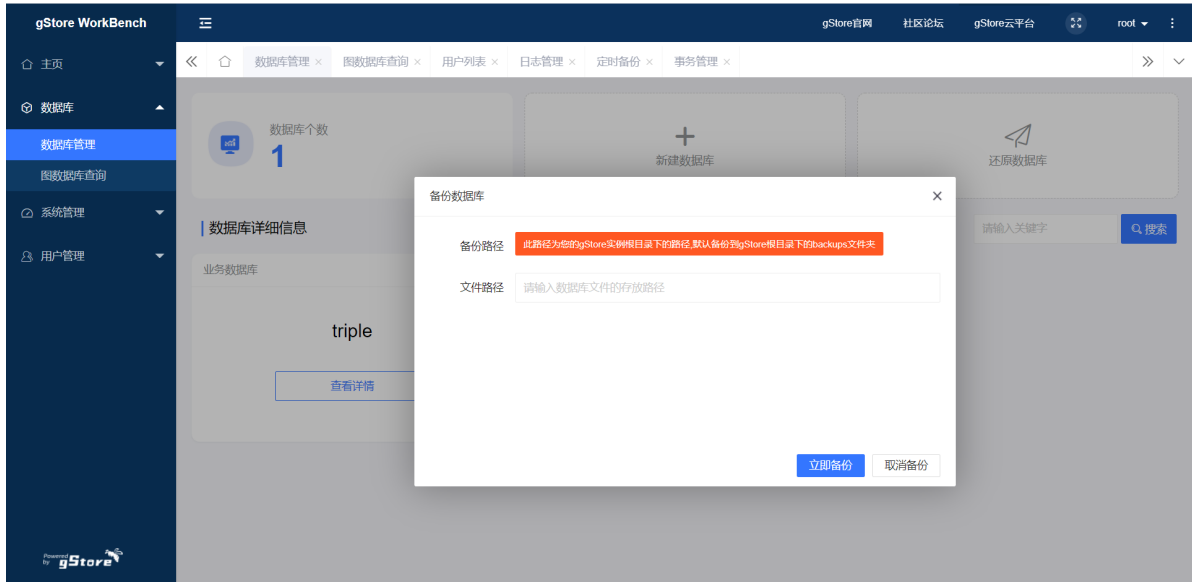 gStore WorkBench
gStore官网 社区论坛 gStore云平台 root
主页
数据库
数据库管理
图数据库查询
系统管理
用户管理
Powered by gStore
数据库管理 × 图数据库查询 × 用户列表 × 日志管理 × 定时备份 × 事务管理 ×
数据库个数
1
新建数据库
还原数据库
数据库详细信息
请输入关键字 搜索
业务数据库
triple
查看详情
备份数据库
备份路径 此路径为您的gStore实例根目录下的路径,默认备份到gStore根目录下的backups文件夹
文件路径 请输入数据库文件的存放路径
立即备份 取消备份